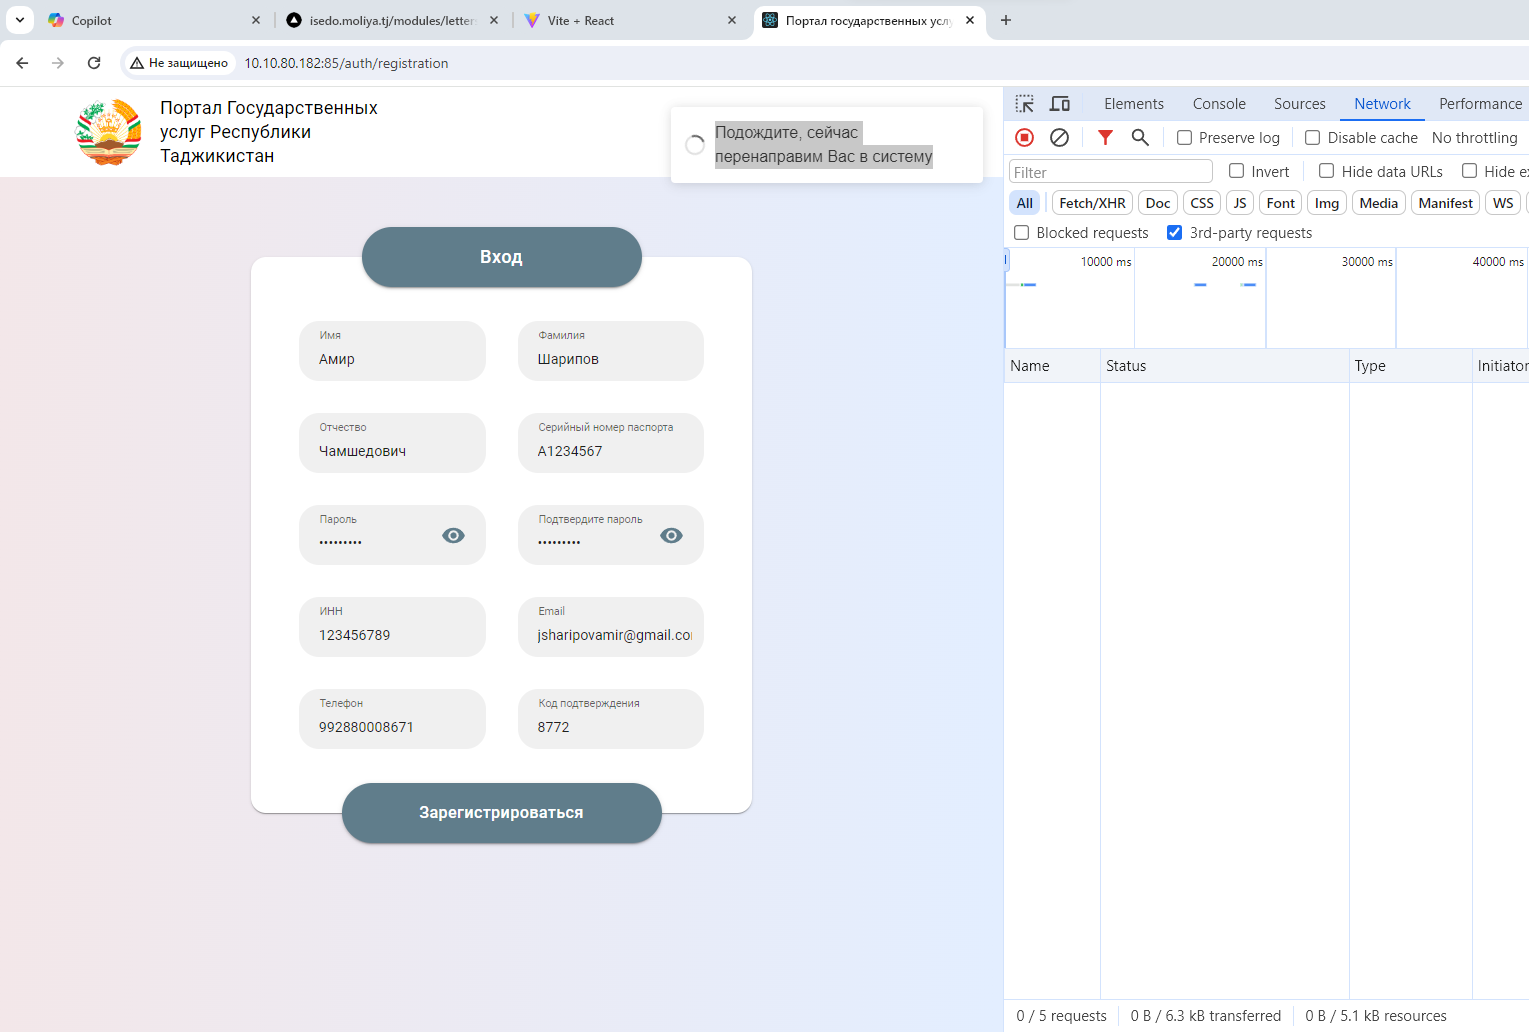 Copilot
isedo.moliya.tj/modules/letter
Vite + React
Портал государственных усл
Не защищено
10.10.80.182:85/auth/registration
Портал Государственных
услуг Республики
Таджикистан
Подождите, сейчас
перенаправим Вас в систему
Вход
Имя
Амир
Фамилия
Шарипов
Отчество
Чамшедович
Серийный номер паспорта
A1234567
Пароль
•••••••••
Подтвердите пароль
•••••••••
ИНН
123456789
Email
jsharipovamir@gmail.co
Телефон
992880008671
Код подтверждения
8772
Зарегистрироваться
Elements Console Sources Network Performance
Preserve log Disable cache No throttling
Filter Invert Hide data URLs Hide ex
All Fetch/XHR Doc CSS JS Font Img Media Manifest WS
Blocked requests 3rd-party requests
10000 ms 20000 ms 30000 ms 40000 ms
Name Status Type Initiator
0 / 5 requests 0 B / 6.3 kB transferred 0 B / 5.1 kB resources